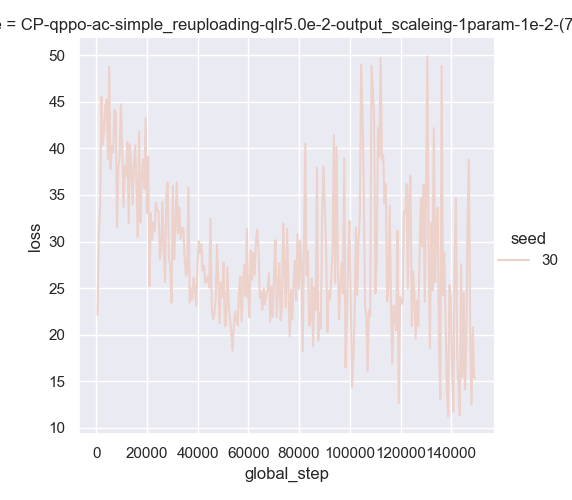 e = CP-qppo-ac-simple_reuploading-qlr5.0e-2-output_scaleing-1param-1e-2-(7
50
45
40
35
30
25
20
15
10
loss
seed
30
0 20000 40000 60000 80000 100000 120000 140000
global_step